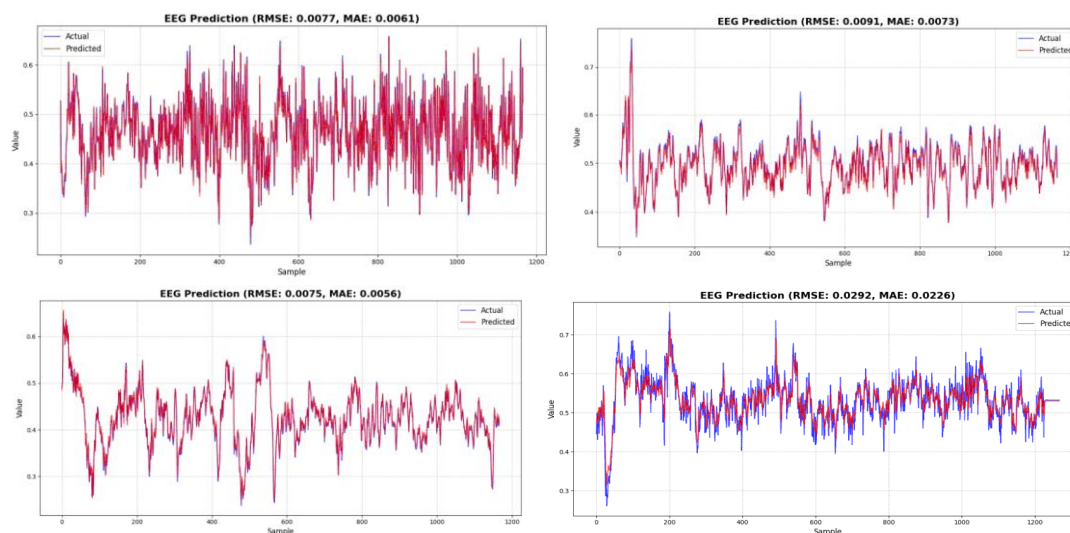 EEG Prediction (RMSE: 0.0077, MAE: 0.0061)
Actual
Predicted
0.6
0.5
0.4
0.3
Value
0 200 400 600 800 1000 1200
Sample
EEG Prediction (RMSE: 0.0091, MAE: 0.0073)
Actual
Predicted
0.7
0.6
0.5
0.4
Value
0 200 400 600 800 1000
Sample
EEG Prediction (RMSE: 0.0075, MAE: 0.0056)
Actual
Predicted
0.6
0.5
0.4
0.3
Value
0 200 400 600 800 1000 1200
Sample
EEG Prediction (RMSE: 0.0292, MAE: 0.0226)
Actual
Predicted
0.7
0.6
0.5
0.4
0.3
Value
0 200 400 600 800 1000 1200
Sample